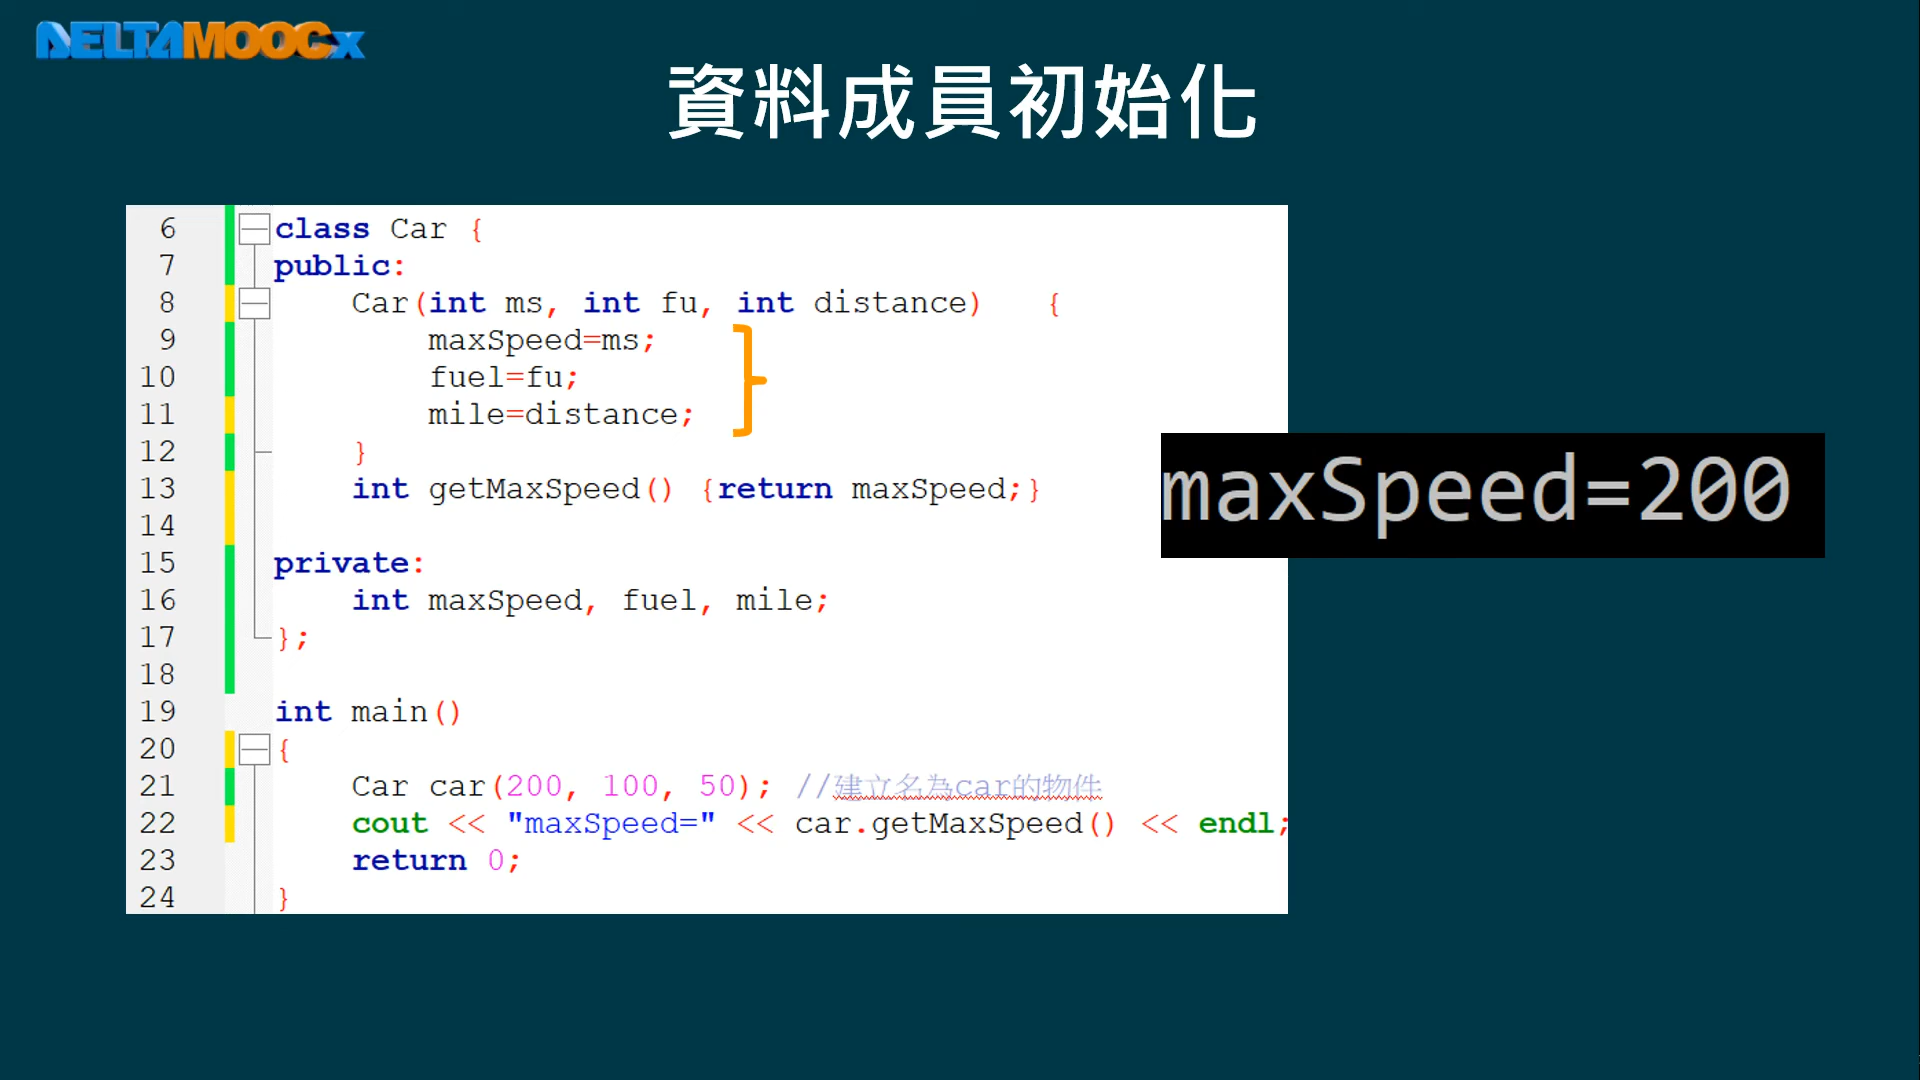 DELTAMOOCx
資料成員初始化
6 class Car {
7 public:
8 Car(int ms, int fu, int distance) {
9 maxSpeed=ms;
10 fuel=fu;
11 mile=distance;
12 }
13 int getMaxSpeed() {return maxSpeed;}
14
15 private:
16 int maxSpeed, fuel, mile;
17 };
18
19 int main()
20 {
21 Car car(200, 100, 50); //建立名為car的物件
22 cout << "maxSpeed=" << car.getMaxSpeed() << endl;
23 return 0;
24 }
maxSpeed=200